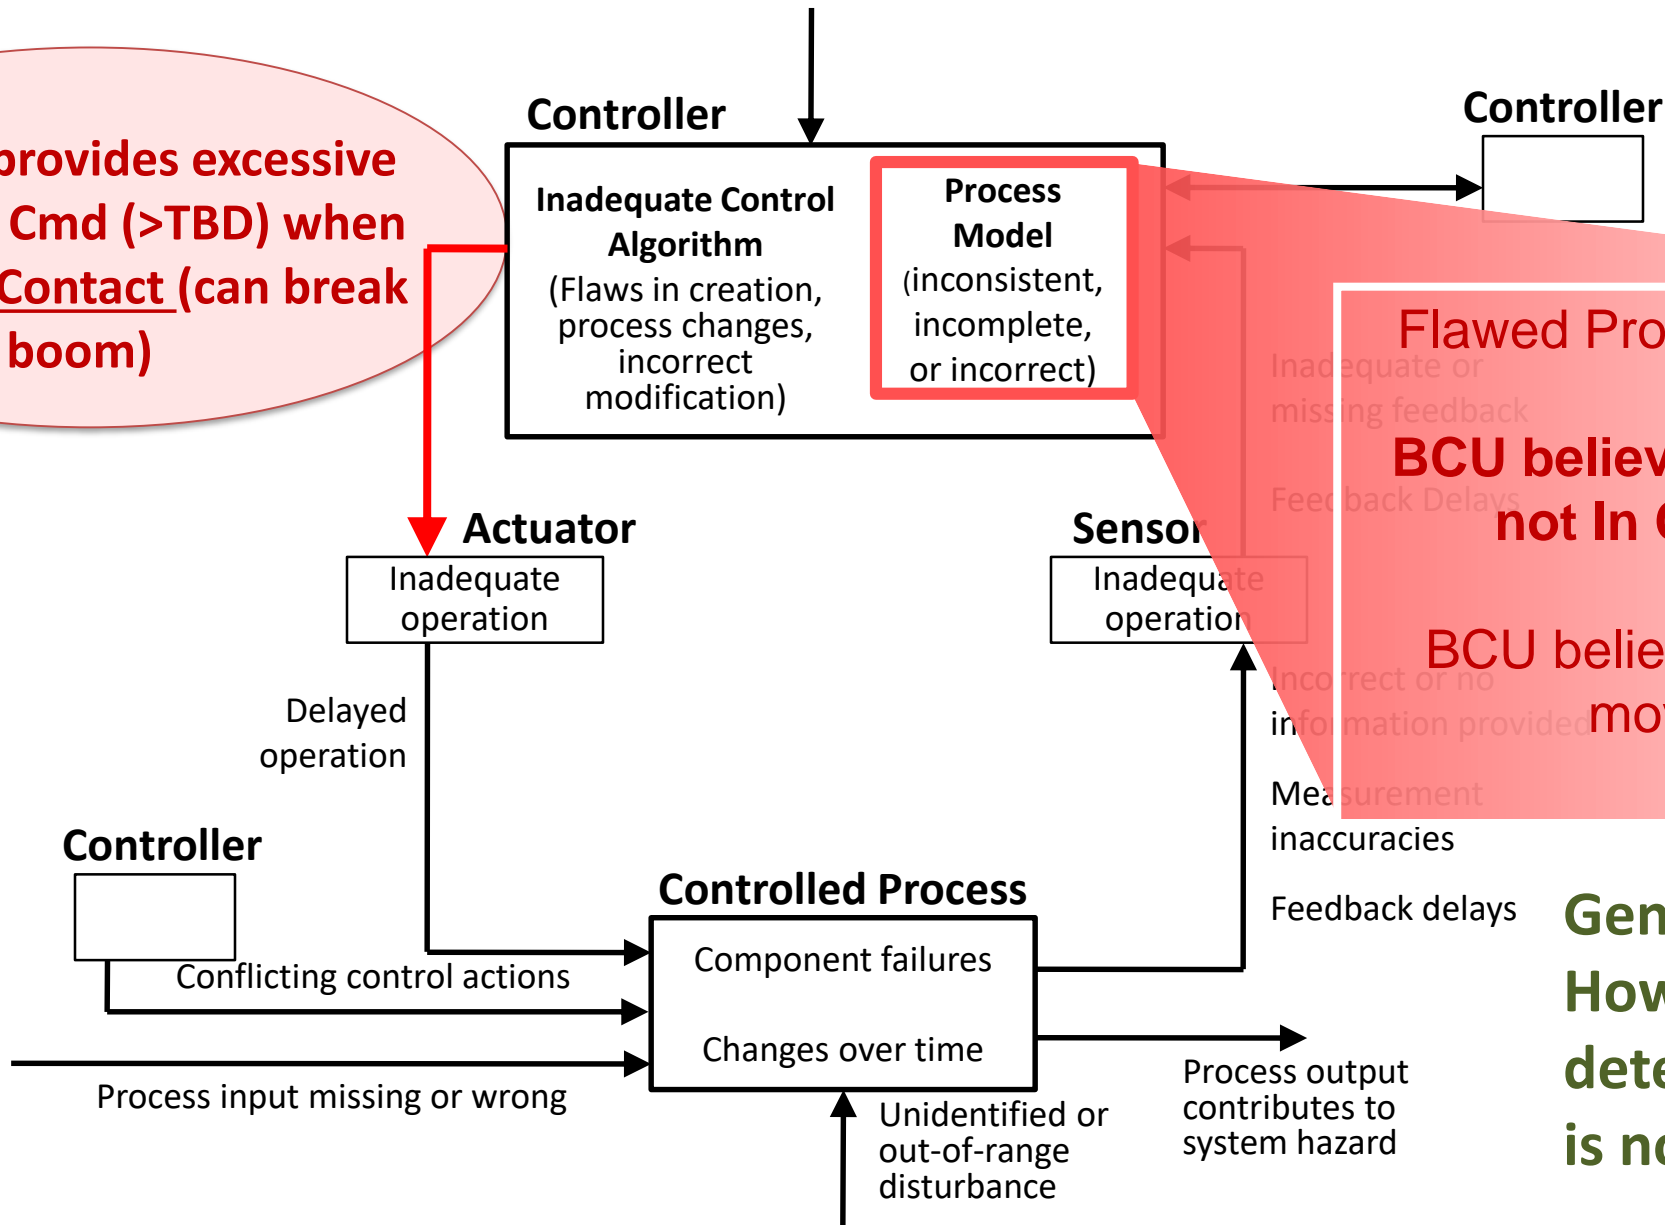 Controller
Controller
provides excessive
Cmd (>TBD) when
Contact (can break
boom)
Inadequate Control
Algorithm
(Flaws in creation,
process changes,
incorrect
modification)
Process
Model
(inconsistent,
incomplete,
or incorrect)
Flawed Pro
BCU believ
not In
BCU belie
mov
Inadequate or
missing feedback
Feedback Delays
Actuator
Inadequate
operation
Sensor
Inadequate
operation
Delayed
operation
Incorrect or no
information provided
Measurement
inaccuracies
Feedback delays
Controller
Conflicting control actions
Process input missing or wrong
Controlled Process
Component failures
Changes over time
Unidentified or
out-of-range
disturbance
Process output
contributes to
system hazard
Gen
How
dete
is no